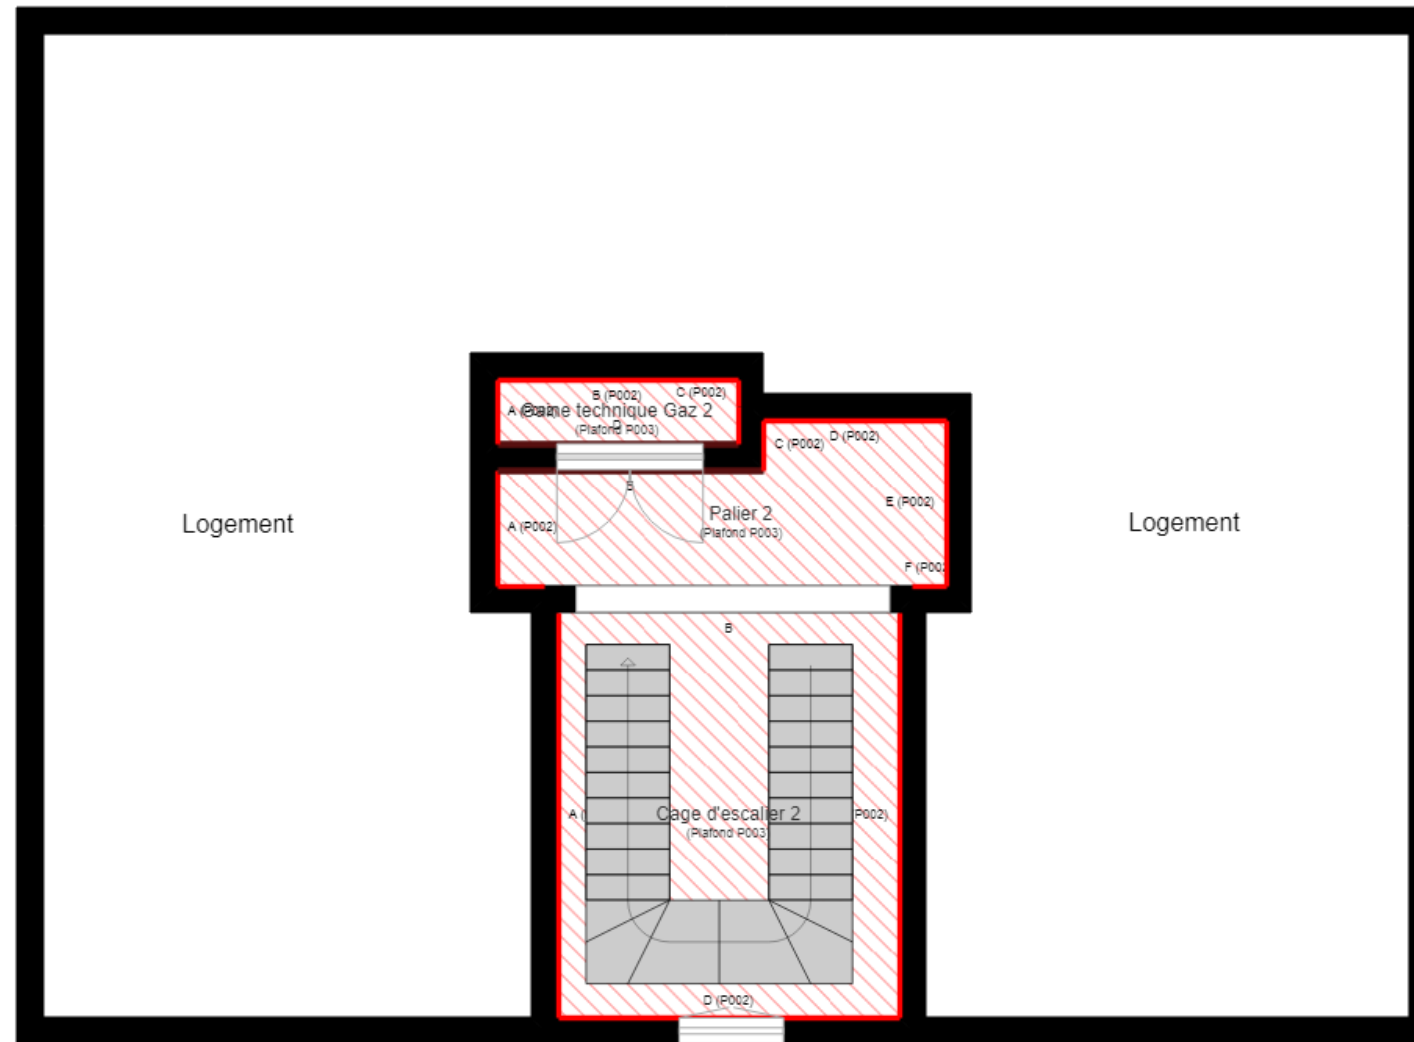 B (P002)
C (P002)
Gaine technique Gaz 2
(Plafond P003)
C (P002)
D (P002)
B
E (P002)
Palier 2
(Plafond P003)
A (P002)
Logement
Logement
F (P002
B
Cage d'escalier 2
(Plafond P003)
A (
P002)
D (P002)